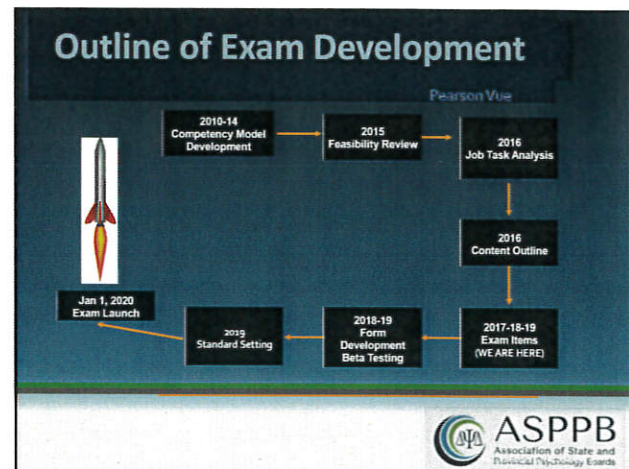 Outline of Exam Development
Pearson Vue
2010-14
Competency Model
Development
2015
Feasibility Review
2016
Job Task Analysis
2016
Content Outline
2017-18-19
Exam Items
(WE ARE HERE)
2018-19
Form
Development
Beta Testing
2019
Standard Setting
Jan 1, 2020
Exam Launch
ASPPB
Association of State and
Provincial Psychology Boards